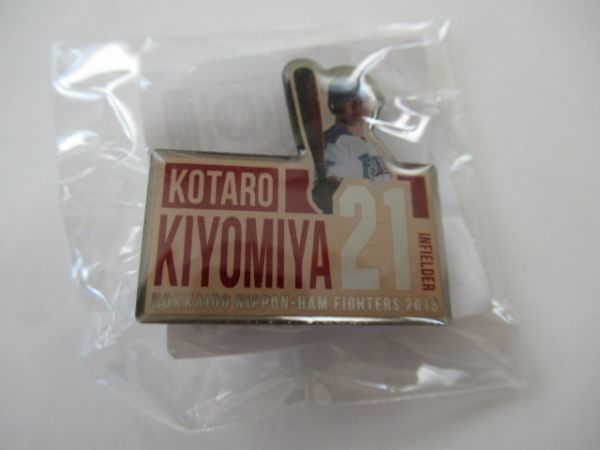 KOTARO
KIYOMIYA
21
INFIELDER
HOKKAIDO NIPPON-HAM FIGHTERS 2018